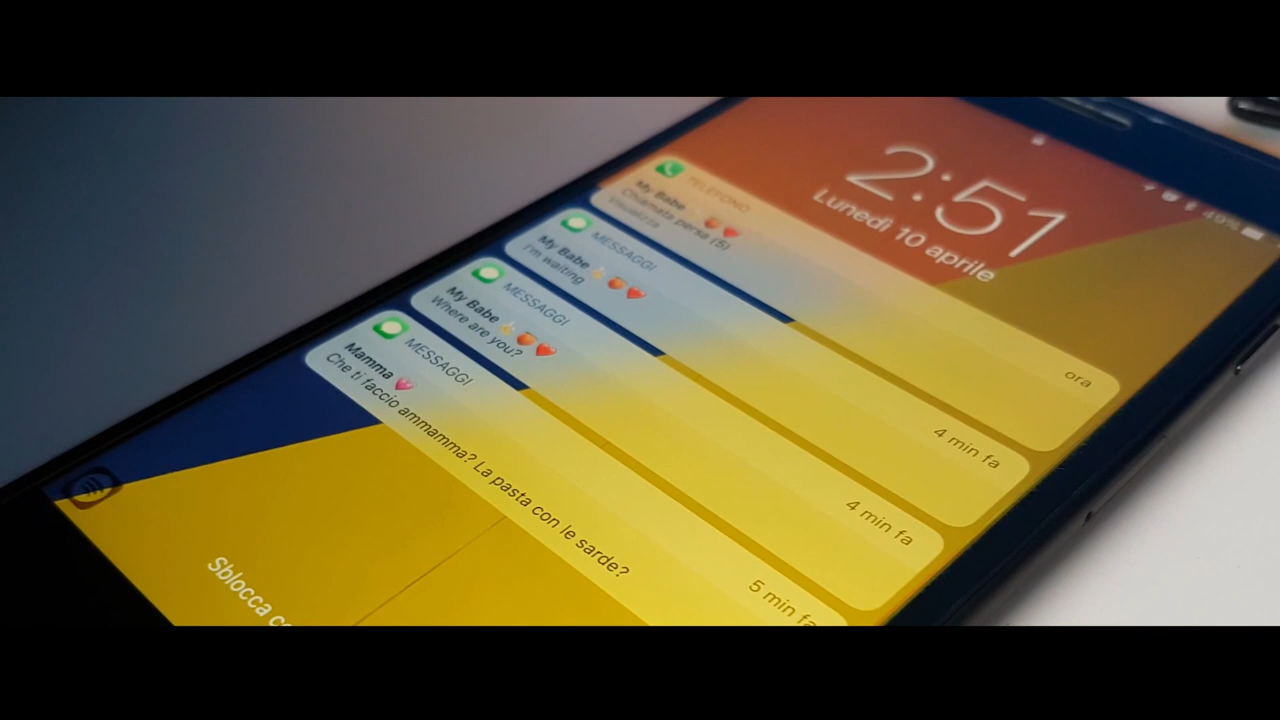 49%
2:51
Lunedì 10 aprile
TELEFONO
ora
My Babe
Chiamata persa (5)
Visualizza
MESSAGGI
4 min fa
My Babe
I'm waiting
MESSAGGI
4 min fa
My Babe
Where are you?
MESSAGGI
5 min fa
Mamma
Che ti faccio ammamma? La pasta con le sarde?
Sblocca